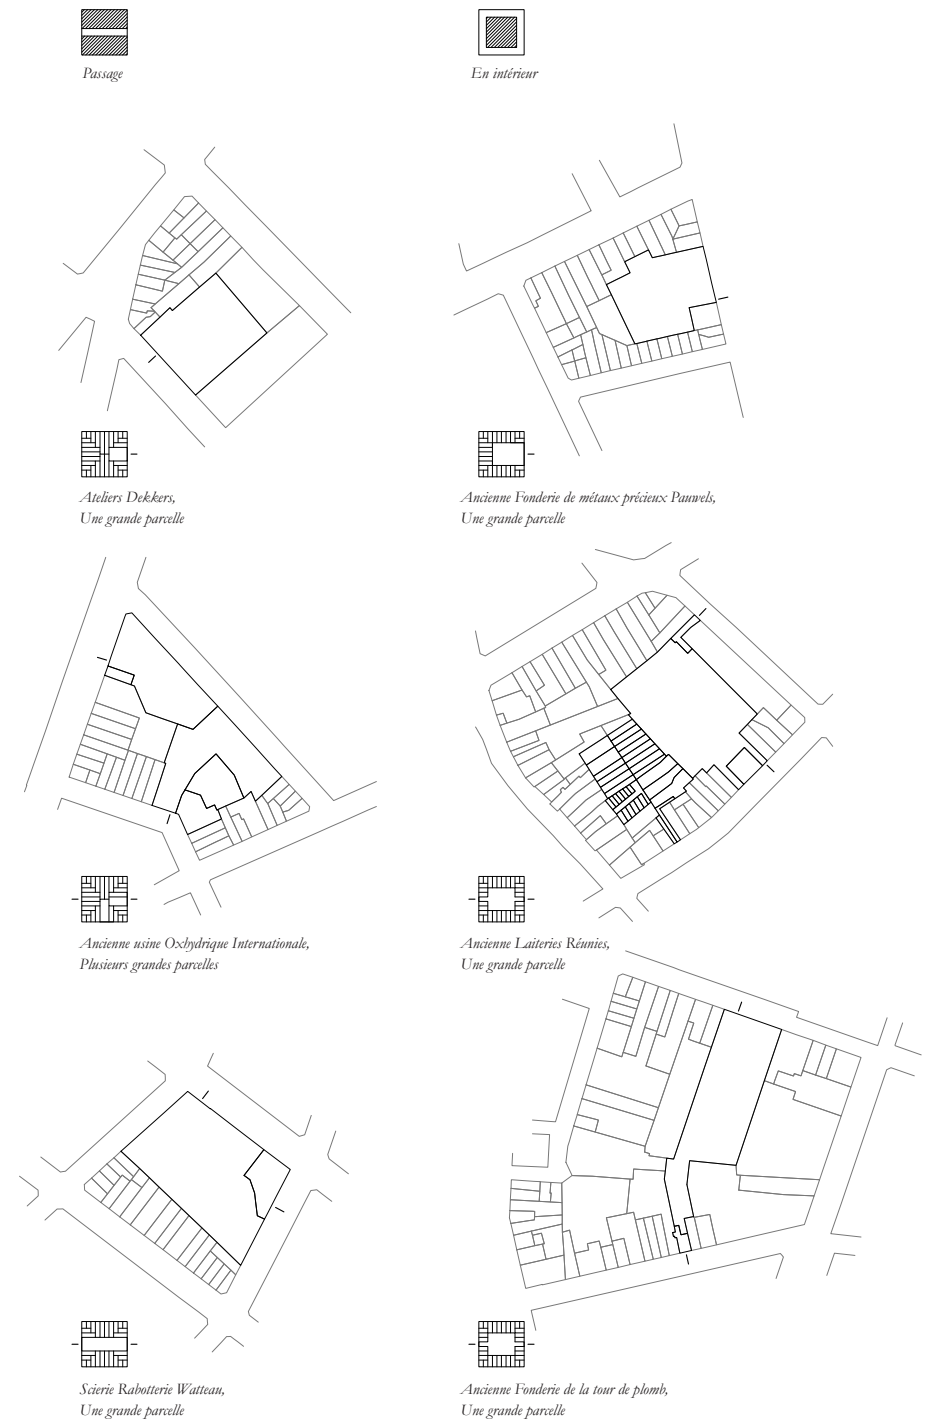 Passage
En intérieur
Ateliers Dekkers,
Une grande parcelle
Ancienne Fonderie de métaux précieux Pauwels,
Une grande parcelle
Ancienne usine Oxhydrique Internationale,
Plusieurs grandes parcelles
Ancienne Laiteries Réunies,
Une grande parcelle
Scierie Rabotterie Watteau,
Une grande parcelle
Ancienne Fonderie de la tour de plomb,
Une grande parcelle